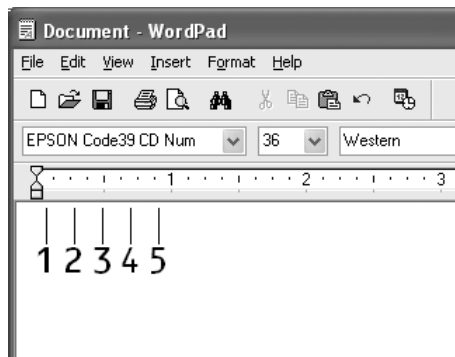 Document - WordPad
File Edit View Insert Format Help
EPSON Code39 CD Num 36 Western
1 2 3
1 2 3 4 5